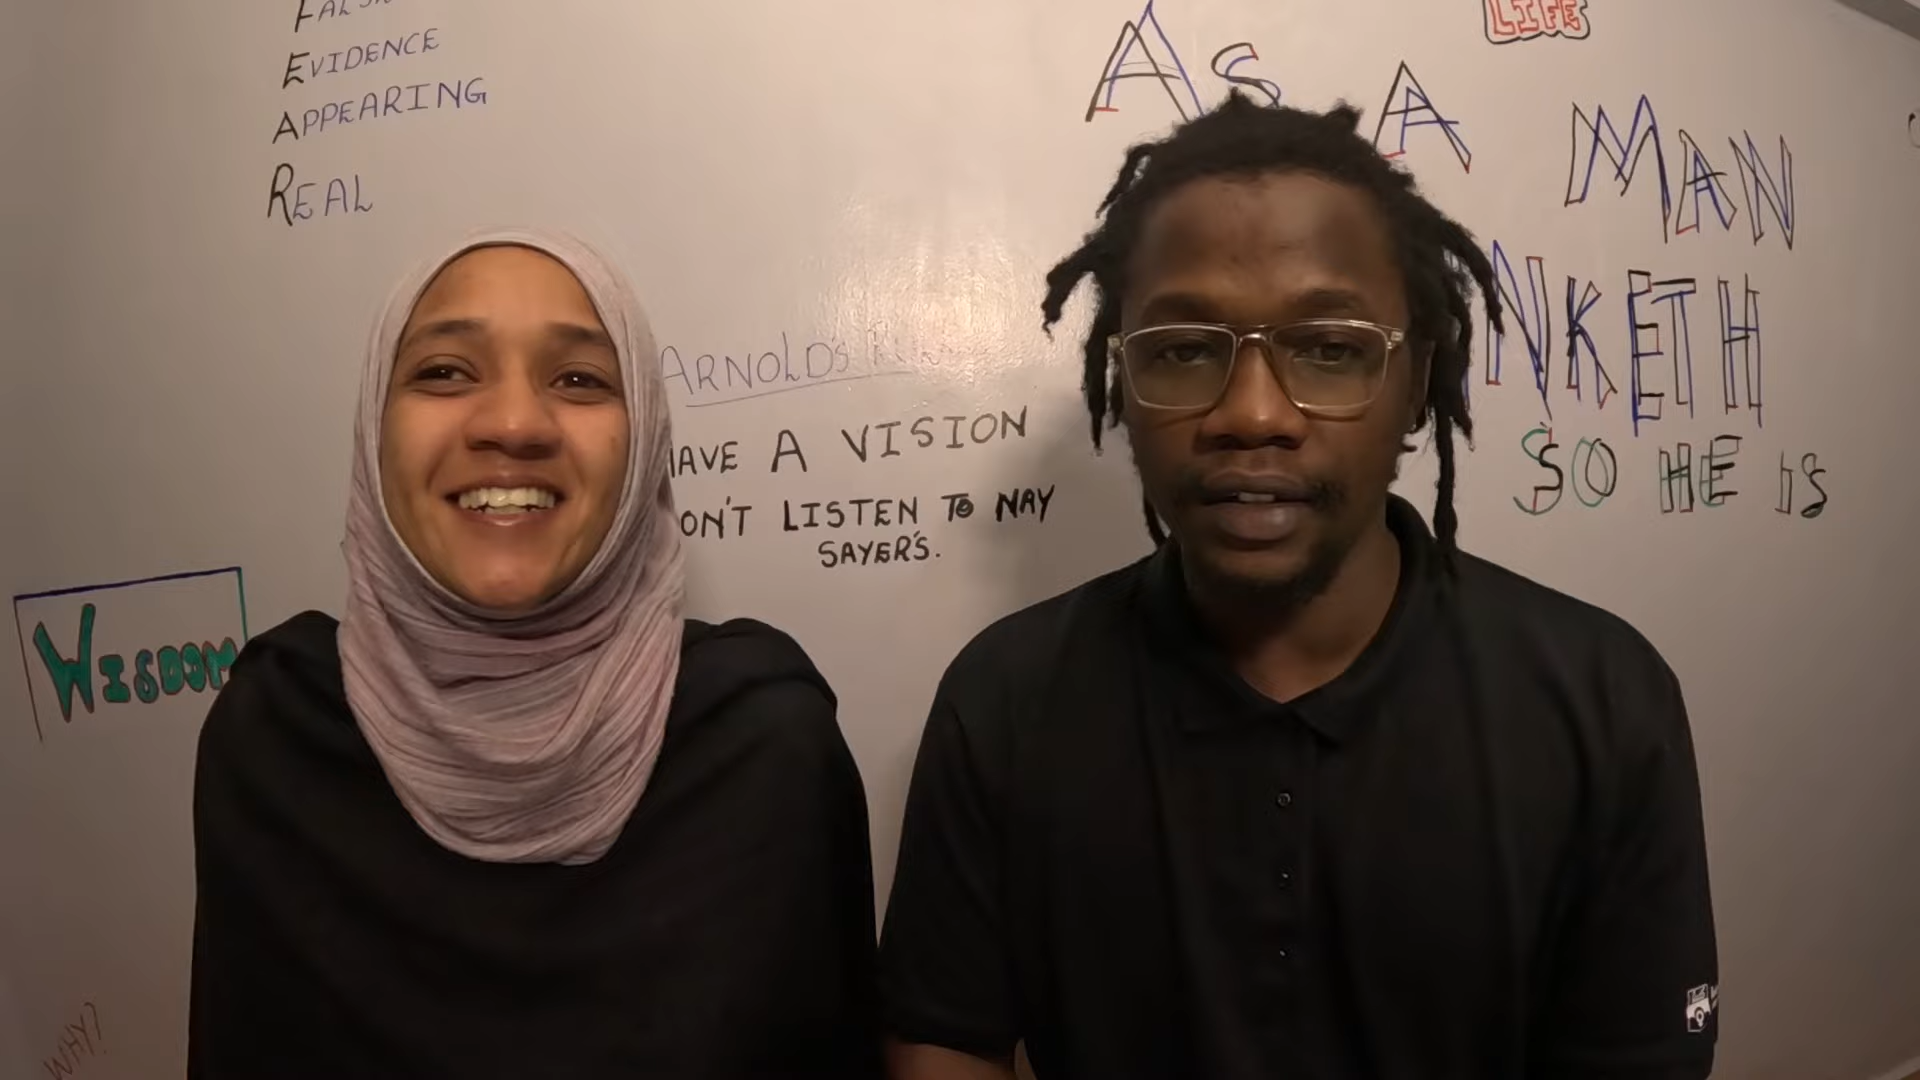 EVIDENCE
APPEARING
REAL
ARNOLD'S
HAVE A VISION
DON'T LISTEN TO NAY
SAYER'S.
WISDOM
WHY?
LIFE
AS A MAN
NKETH
SO HE IS